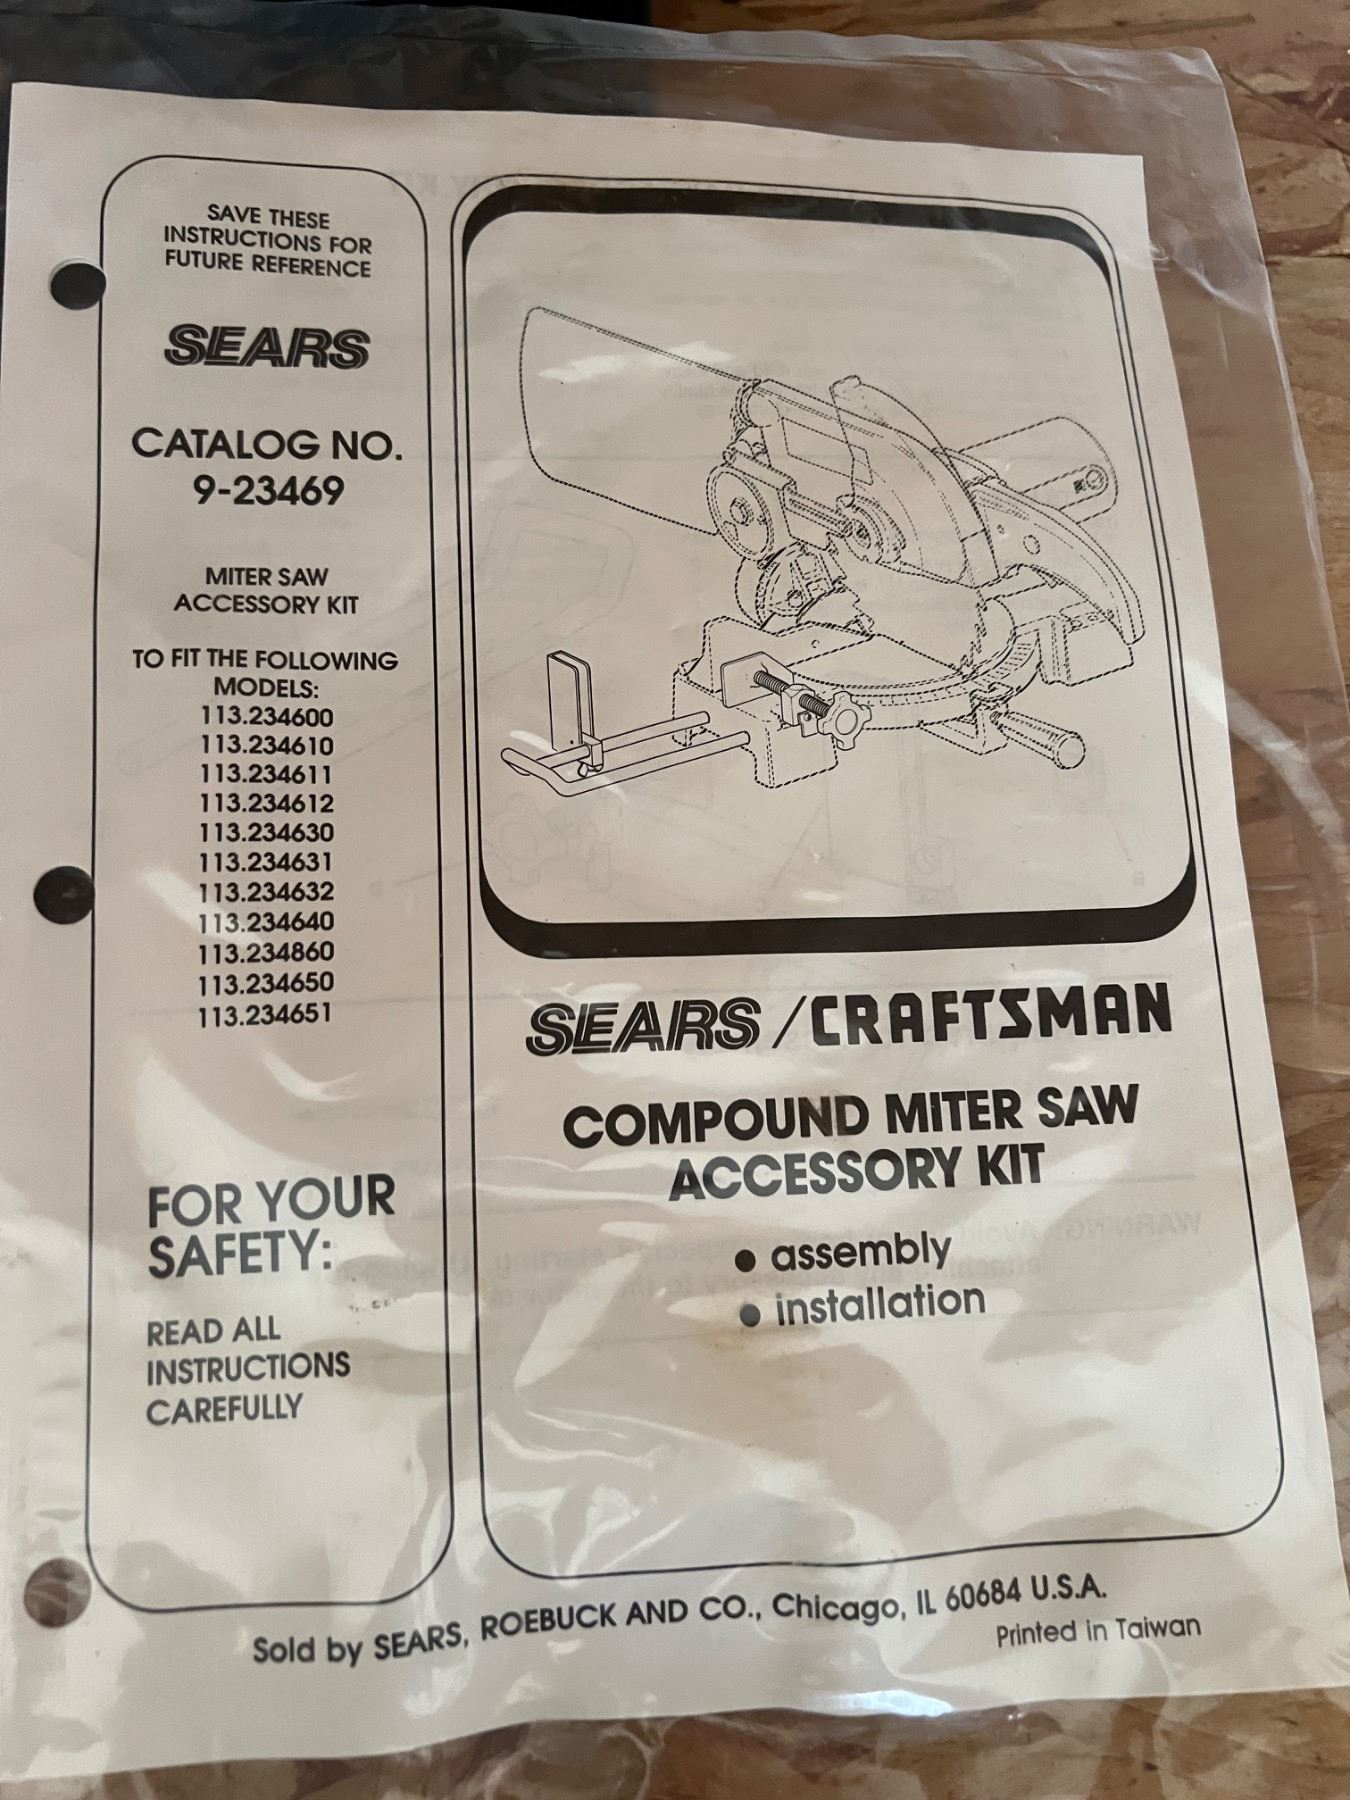 SAVE THESE
INSTRUCTIONS FOR
FUTURE REFERENCE
SEARS
CATALOG NO.
9-23469
MITER SAW
ACCESSORY KIT
TO FIT THE FOLLOWING
MODELS:
113.234600
113.234610
113.234611
113.234612
113.234630
113.234631
113.234632
113.234640
113.234860
113.234650
113.234651
FOR YOUR
SAFETY:
READ ALL
INSTRUCTIONS
CAREFULLY
SEARS / CRAFTSMAN
COMPOUND MITER SAW
ACCESSORY KIT
• assembly
• installation
Sold by SEARS, ROEBUCK AND CO., Chicago, IL 60684 U.S.A.
Printed in Taiwan